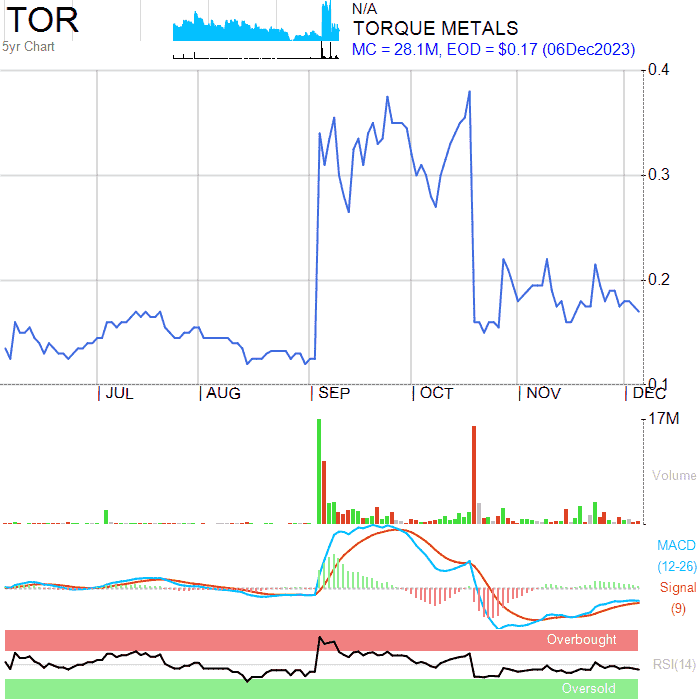 TOR
5yr Chart
N/A
TORQUE METALS
MC = 28.1M, EOD = $0.17 (06Dec2023)
0.4
0.3
0.2
0.1
JUL
AUG
SEP
OCT
NOV
DEC
17M
Volume
MACD
(12-26)
Signal
(9)
Overbought
RSI(14)
Oversold